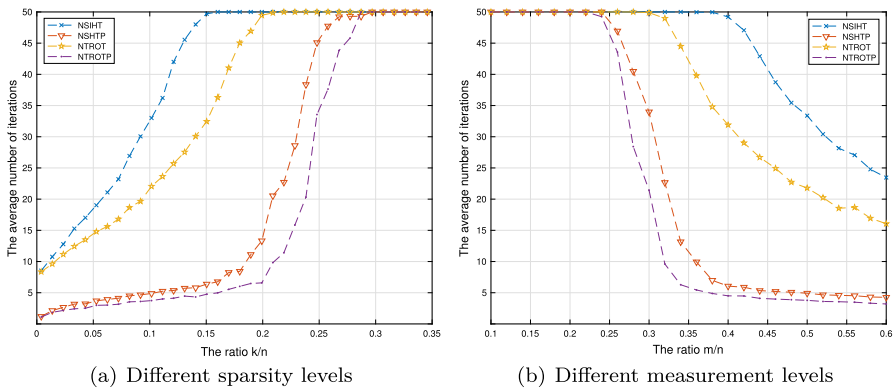 NSIHT
NSHTP
NTROT
NTROTP
The average number of iterations
50
45
40
35
30
25
20
15
10
5
0 0.05 0.1 0.15 0.2 0.25 0.3 0.35
The ratio k/n
(a) Different sparsity levels
NSIHT
NSHTP
NTROT
NTROTP
The average number of iterations
50
45
40
35
30
25
20
15
10
5
0.1 0.15 0.2 0.25 0.3 0.35 0.4 0.45 0.5 0.55 0.6
The ratio m/n
(b) Different measurement levels